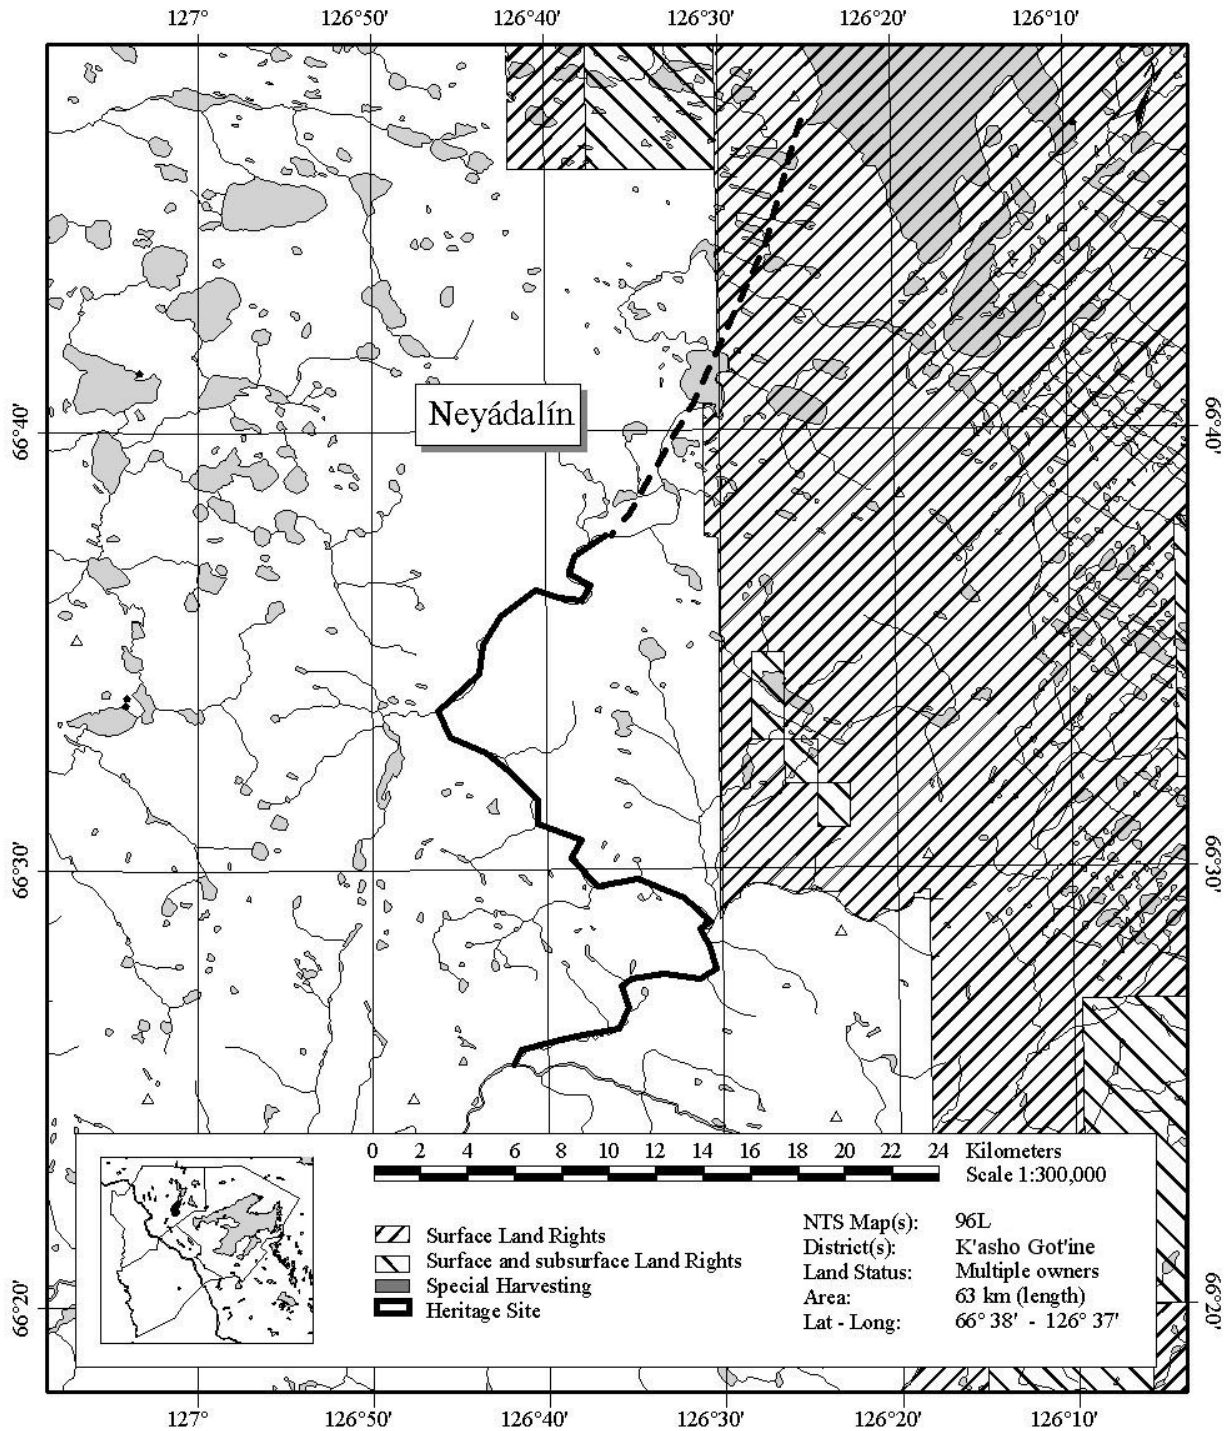 127° 126°50' 126°40' 126°30' 126°20' 126°10'
Neyádalín
66°40' 66°40'
66°30' 66°30'
0 2 4 6 8 10 12 14 16 18 20 22 24 Kilometers
Scale 1:300,000
Surface Land Rights
Surface and subsurface Land Rights
Special Harvesting
Heritage Site
NTS Map(s): 96L
District(s): K'asho Got'ine
Land Status: Multiple owners
Area: 63 km (length)
Lat - Long: 66° 38' - 126° 37'
66°20' 66°20'
127° 126°50' 126°40' 126°30' 126°20' 126°10'